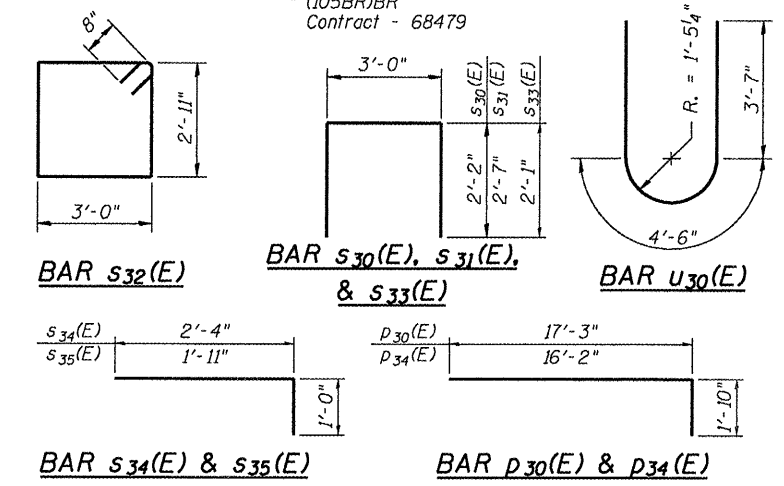 (105BR)BR
Contract - 68479
8"
2'-11"
3'-0"
BAR s32(E)
3'-0"
s30(E)
s31(E)
s33(E)
2'-2"
2'-7"
2'-1"
BAR s30(E), s31(E),
& s33(E)
R. = 1'-5¼"
3'-7"
4'-6"
BAR u30(E)
s34(E)
s35(E)
2'-4"
1'-11"
1'-0"
BAR s34(E) & s35(E)
p30(E)
p34(E)
17'-3"
16'-2"
1'-10"
BAR p30(E) & p34(E)